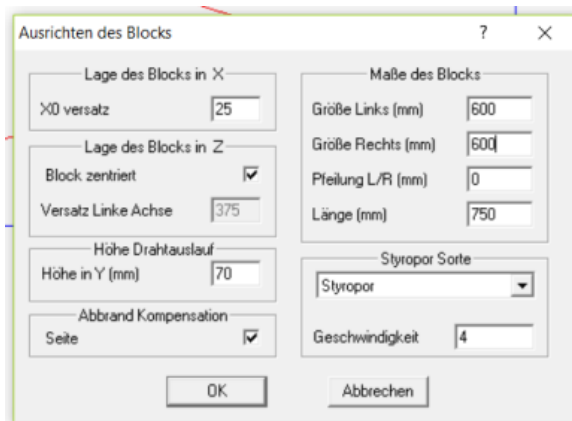 Ausrichten des Blocks
Lage des Blocks in X
X0 versatz 25
Lage des Blocks in Z
Block zentriert
Versatz Linke Achse 375
Höhe Drahtauslauf
Höhe in Y (mm) 70
Abbrand Kompensation
Seite
Maße des Blocks
Größe Links (mm) 600
Größe Rechts (mm) 600
Pfeilung L/R (mm) 0
Länge (mm) 750
Styropor Sorte
Styropor
Geschwindigkeit 4
OK
Abbrechen